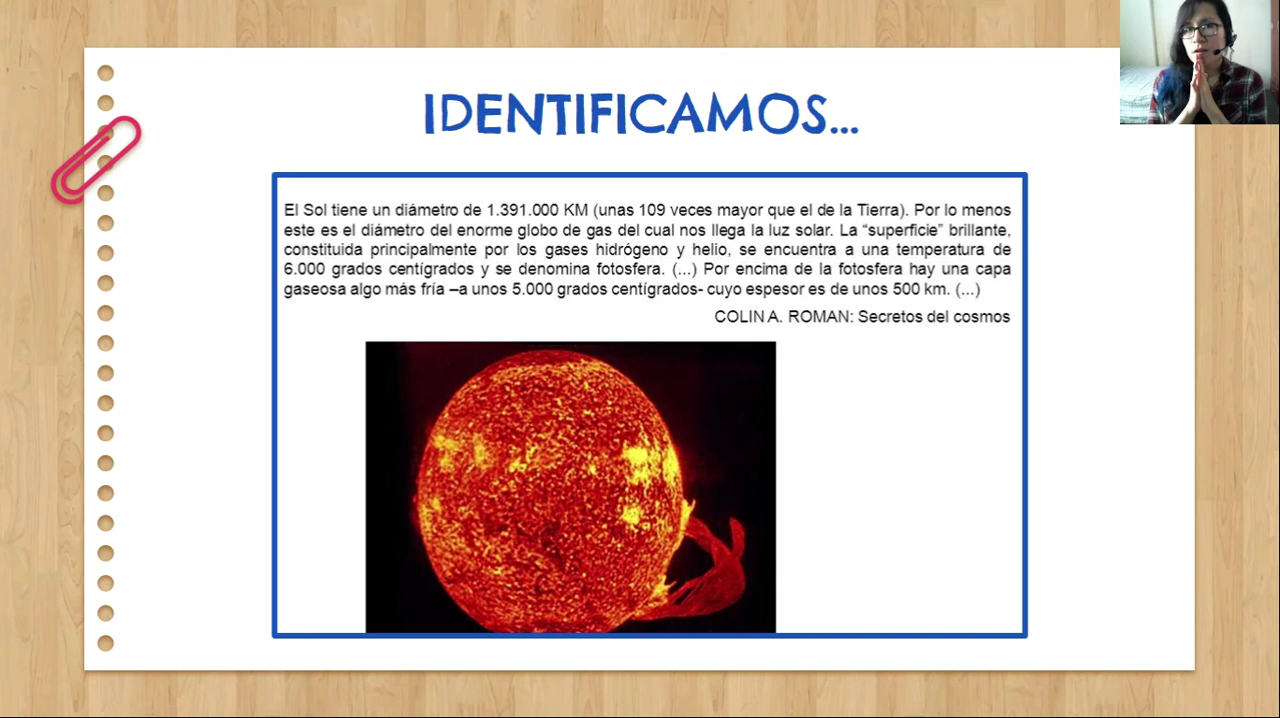 IDENTIFICAMOS...
El Sol tiene un diámetro de 1.391.000 KM (unas 109 veces mayor que el de la Tierra). Por lo menos
este es el diámetro del enorme globo de gas del cual nos llega la luz solar. La “superficie” brillante,
constituida principalmente por los gases hidrógeno y helio, se encuentra a una temperatura de
6.000 grados centígrados y se denomina fotosfera. (...) Por encima de la fotosfera hay una capa
gaseosa algo más fría –a unos 5.000 grados centígrados- cuyo espesor es de unos 500 km. (...)
COLIN A. ROMAN: Secretos del cosmos